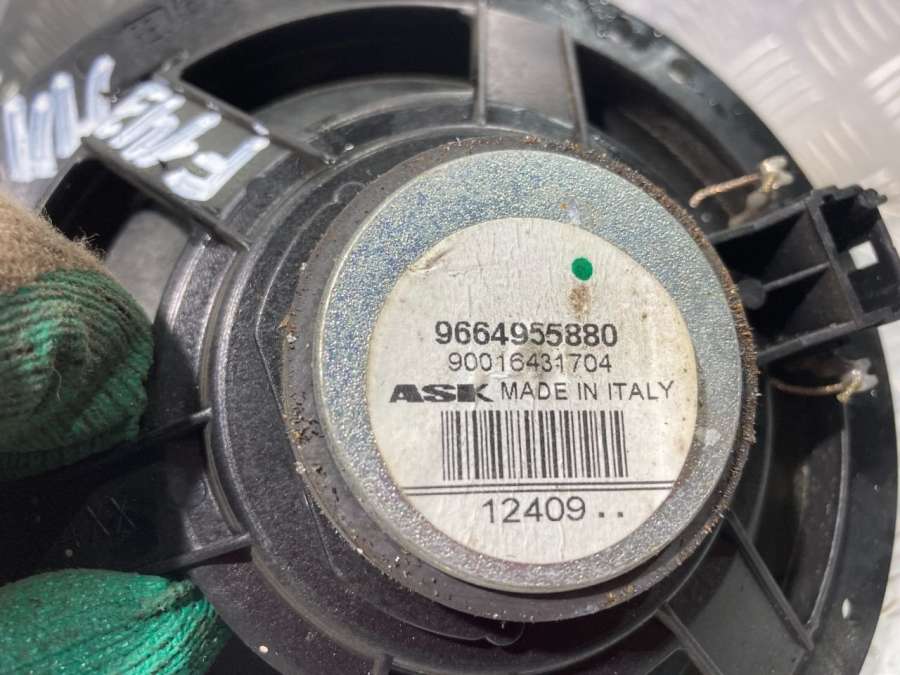 9664955880
90016431704
ASK MADE IN ITALY
12409 ..